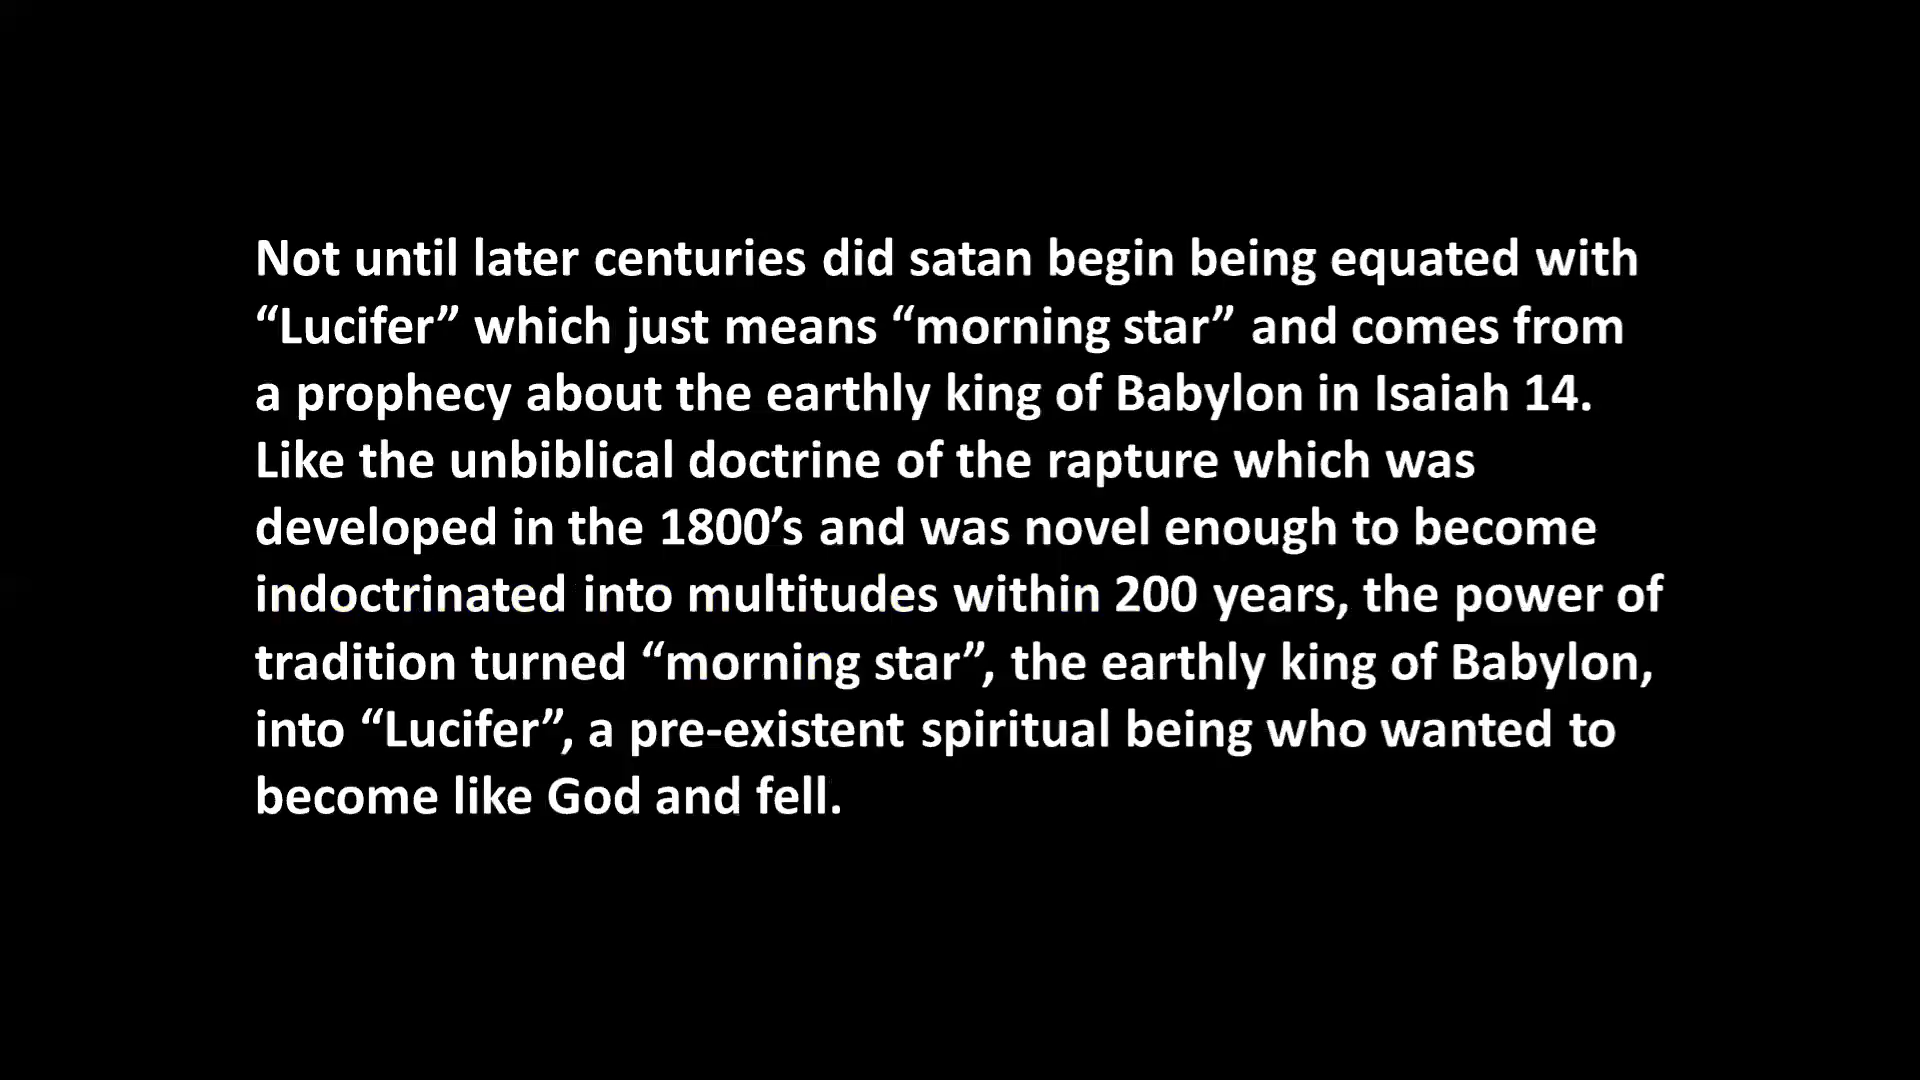 Not until later centuries did satan begin being equated with
“Lucifer” which just means “morning star” and comes from
a prophecy about the earthly king of Babylon in Isaiah 14.
Like the unbiblical doctrine of the rapture which was
developed in the 1800’s and was novel enough to become
indoctrinated into multitudes within 200 years, the power of
tradition turned “morning star”, the earthly king of Babylon,
into “Lucifer”, a pre-existent spiritual being who wanted to
become like God and fell.